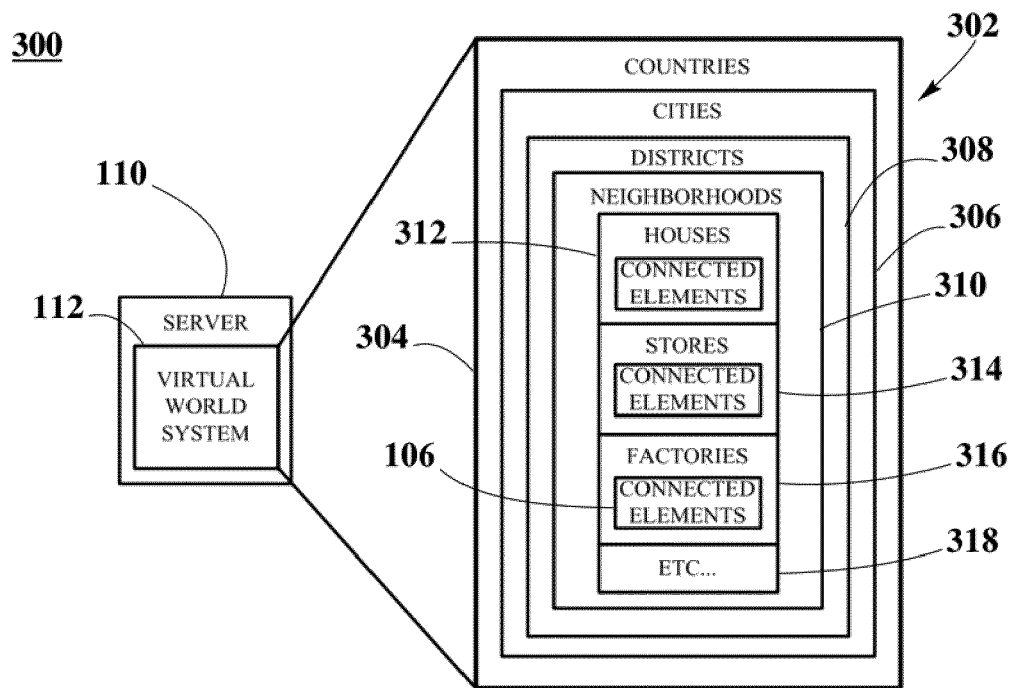 300
302
COUNTRIES
CITIES
DISTRICTS
308
110
NEIGHBORHOODS
306
312
HOUSES
CONNECTED
ELEMENTS
310
112
SERVER
304
STORES
CONNECTED
ELEMENTS
314
VIRTUAL
WORLD
SYSTEM
106
FACTORIES
316
CONNECTED
ELEMENTS
318
ETC...